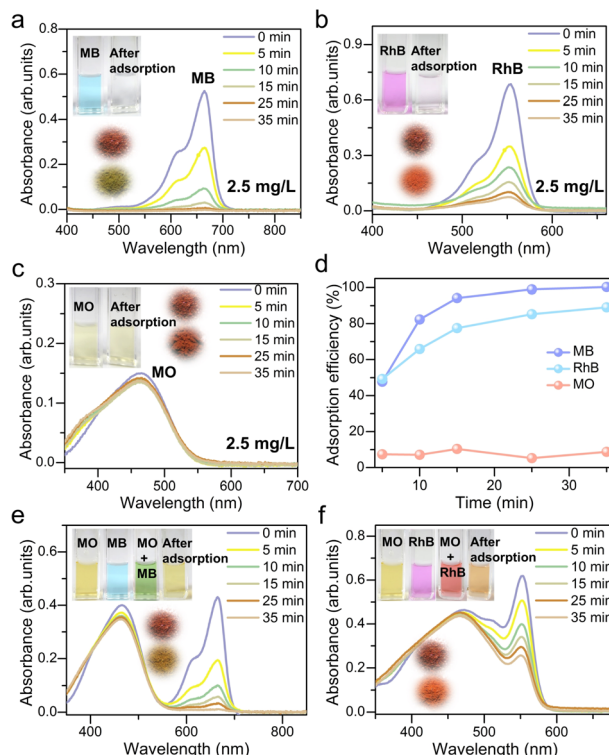 a
Absorbance (arb.units)
0.8
0.6
0.4
0.2
0.0
MB
After
adsorption
MB
0 min
5 min
10 min
15 min
25 min
35 min
2.5 mg/L
400 500 600 700 800
Wavelength (nm)
b
Absorbance (arb.units)
0.9
0.6
0.3
0.0
RhB
After
adsorption
RhB
0 min
5 min
10 min
15 min
25 min
35 min
2.5 mg/L
400 500 600
Wavelength (nm)
c
Absorbance (arb.units)
0.3
0.2
0.1
0.0
MO
After
adsorption
MO
0 min
5 min
10 min
15 min
25 min
35 min
2.5 mg/L
400 500 600 700
Wavelength (nm)
d
Adsorption efficiency (%)
100
80
60
40
20
0
MB
RhB
MO
10 20 30
Time (min)
e
Absorbance (arb.units)
0.6
0.4
0.2
0.0
MO MB MO
+
MB
After
adsorption
0 min
5 min
10 min
15 min
25 min
35 min
400 500 600 700 800
Wavelength (nm)
f
Absorbance (arb.units)
0.8
0.6
0.4
0.2
0.0
MO RhB MO
+
RhB
After
adsorption
0 min
5 min
10 min
15 min
25 min
35 min
400 500 600
Wavelength (nm)